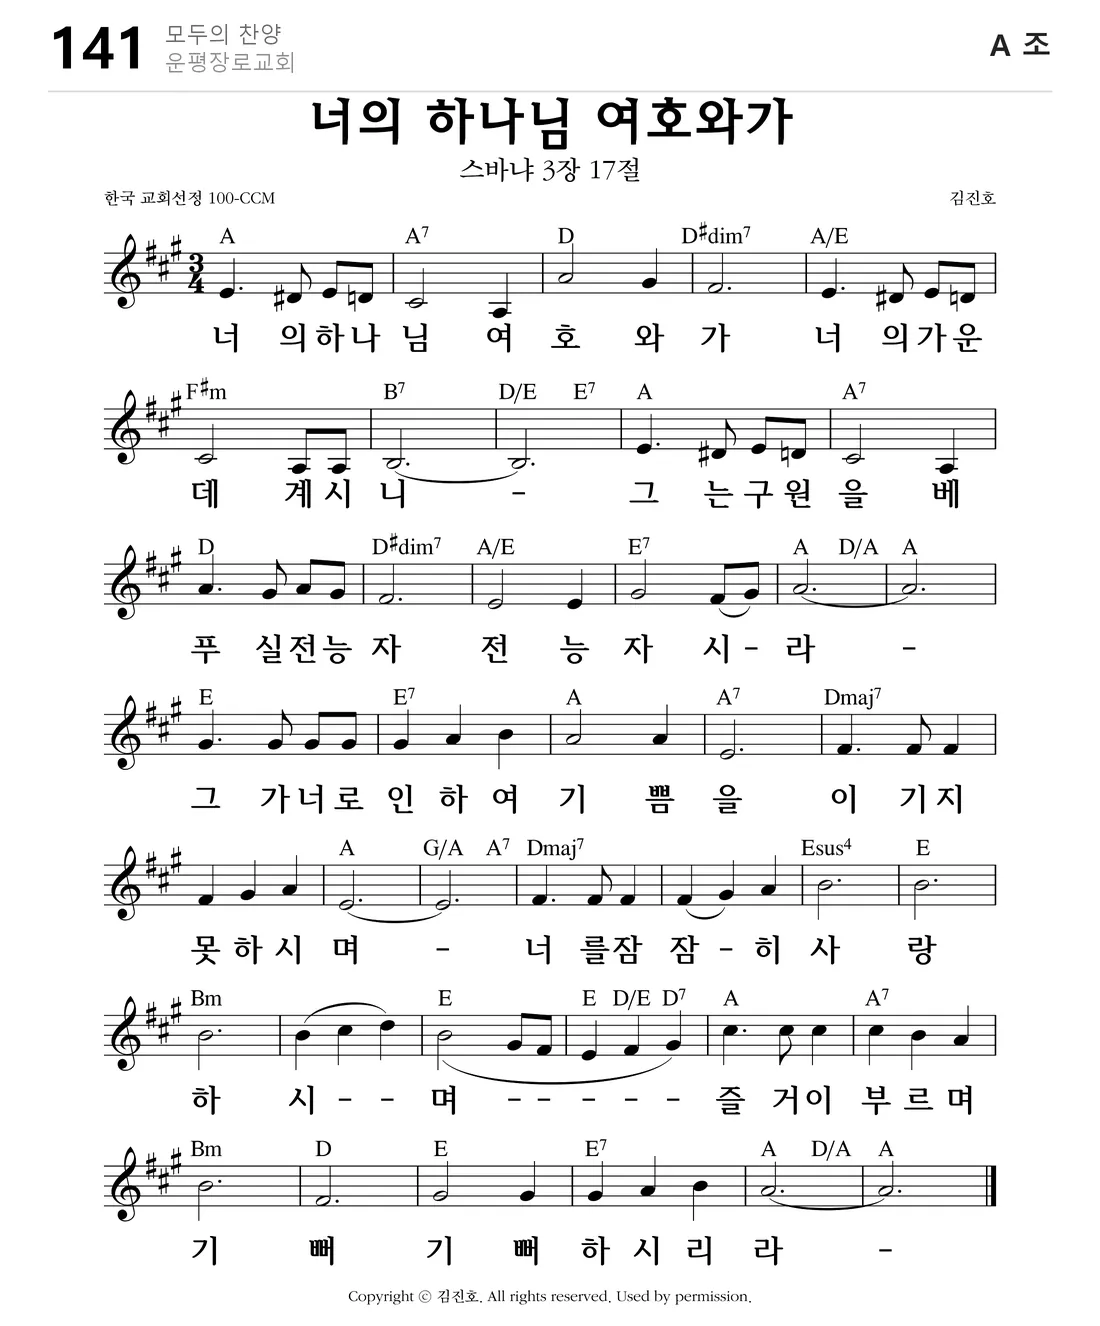 141 모두의 찬양
운평장로교회
A 조
너의 하나님 여호와가
스바냐 3장 17절
한국 교회선정 100-CCM 김진호
A A7 D D#dim7 A/E
너 의하나 님 여 호 와 가 너 의가운
F#m B7 D/E E7 A A7
데 계시 니 - 그 는구원 을 베
D D#dim7 A/E E7 A D/A A
푸 실전능 자 전 능 자 시 - 라 -
E E7 A A7 Dmaj7
그 가너로 인 하 여 기 쁨 을 이 기지
A G/A A7 Dmaj7 Esus4 E
못 하 시 며 - 너 를잠 잠 - 히 사 랑
Bm E E D/E D7 A A7
하 시 - - 며 - - - - - 즐 거이 부 르 며
Bm D E E7 A D/A A
기 뻐 기 뻐 하 시 리 라 -
Copyright ⓒ 김진호. All rights reserved. Used by permission.